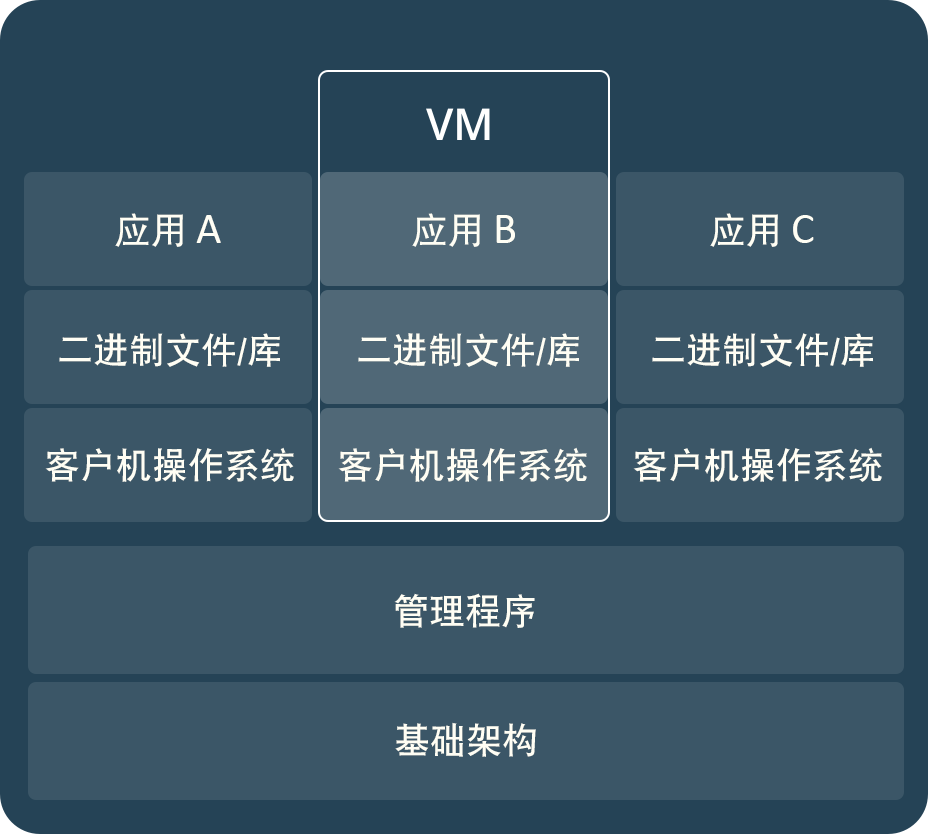 VM
应用 A
应用 B
应用 C
二进制文件/库
二进制文件/库
二进制文件/库
客户机操作系统
客户机操作系统
客户机操作系统
管理程序
基础架构